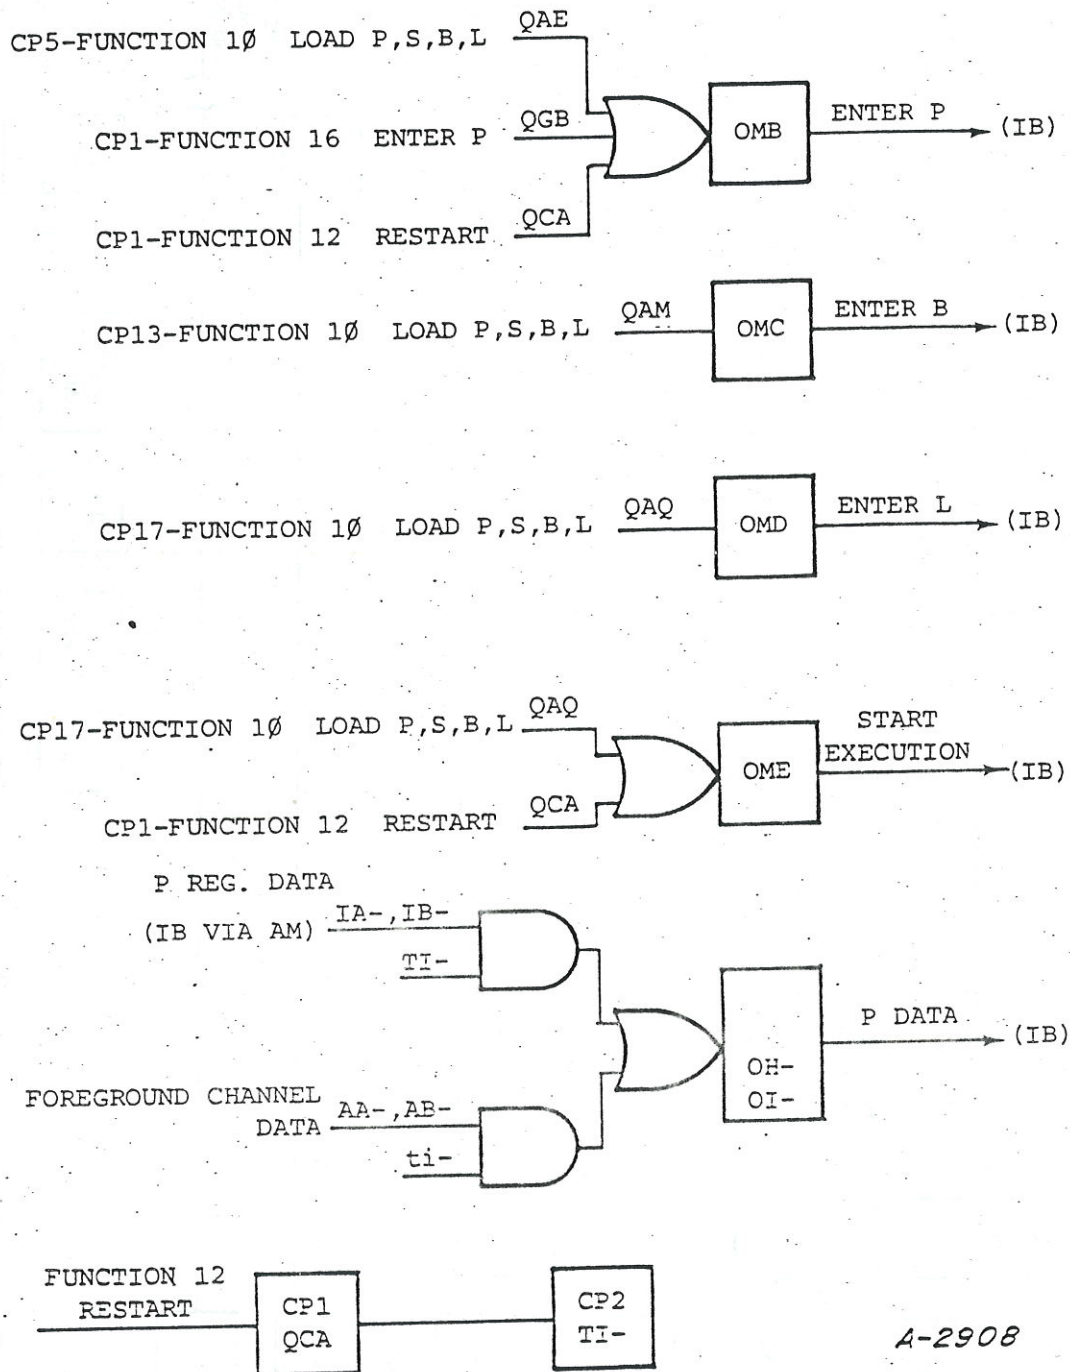 QAE
CP5-FUNCTION 1Ø LOAD P,S,B,L
CP1-FUNCTION 16 ENTER P
QGB
OMB
ENTER P
(IB)
CP1-FUNCTION 12 RESTART
QCA
CP13-FUNCTION 1Ø LOAD P,S,B,L
QAM
OMC
ENTER B
(IB)
CP17-FUNCTION 1Ø LOAD P,S,B,L
QAQ
OMD
ENTER L
(IB)
CP17-FUNCTION 1Ø LOAD P,S,B,L
QAQ
CP1-FUNCTION 12 RESTART
QCA
OME
START
EXECUTION
(IB)
P REG. DATA
(IB VIA AM)
IA-,IB-
TI-
FOREGROUND CHANNEL
DATA
AA-,AB-
ti-
OH-
OI-
P DATA
(IB)
FUNCTION 12
RESTART
CP1
QCA
CP2
TI-
A-2908